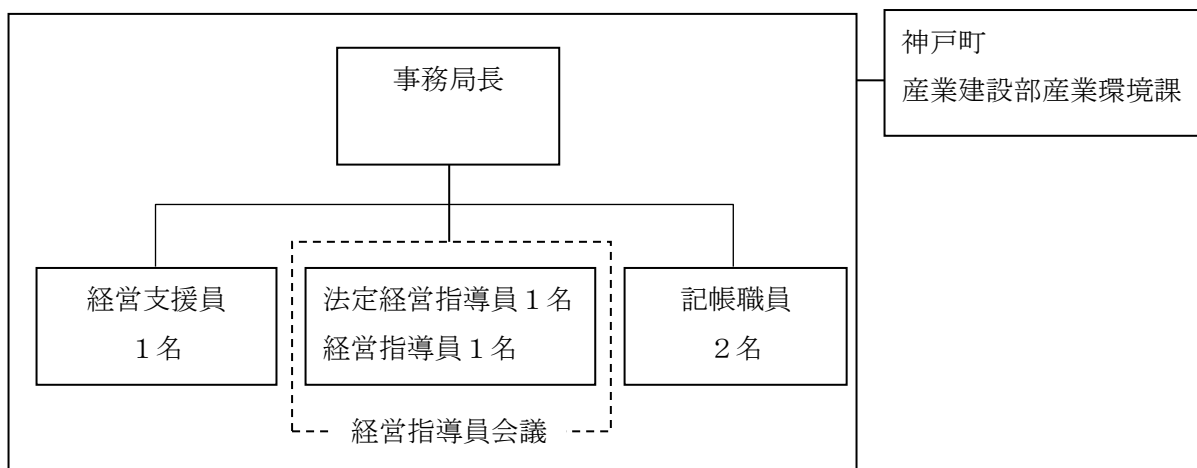 事務局長
神戸町
産業建設部産業環境課
経営支援員
１名
法定経営指導員１名
経営指導員１名
記帳職員
２名
経営指導員会議